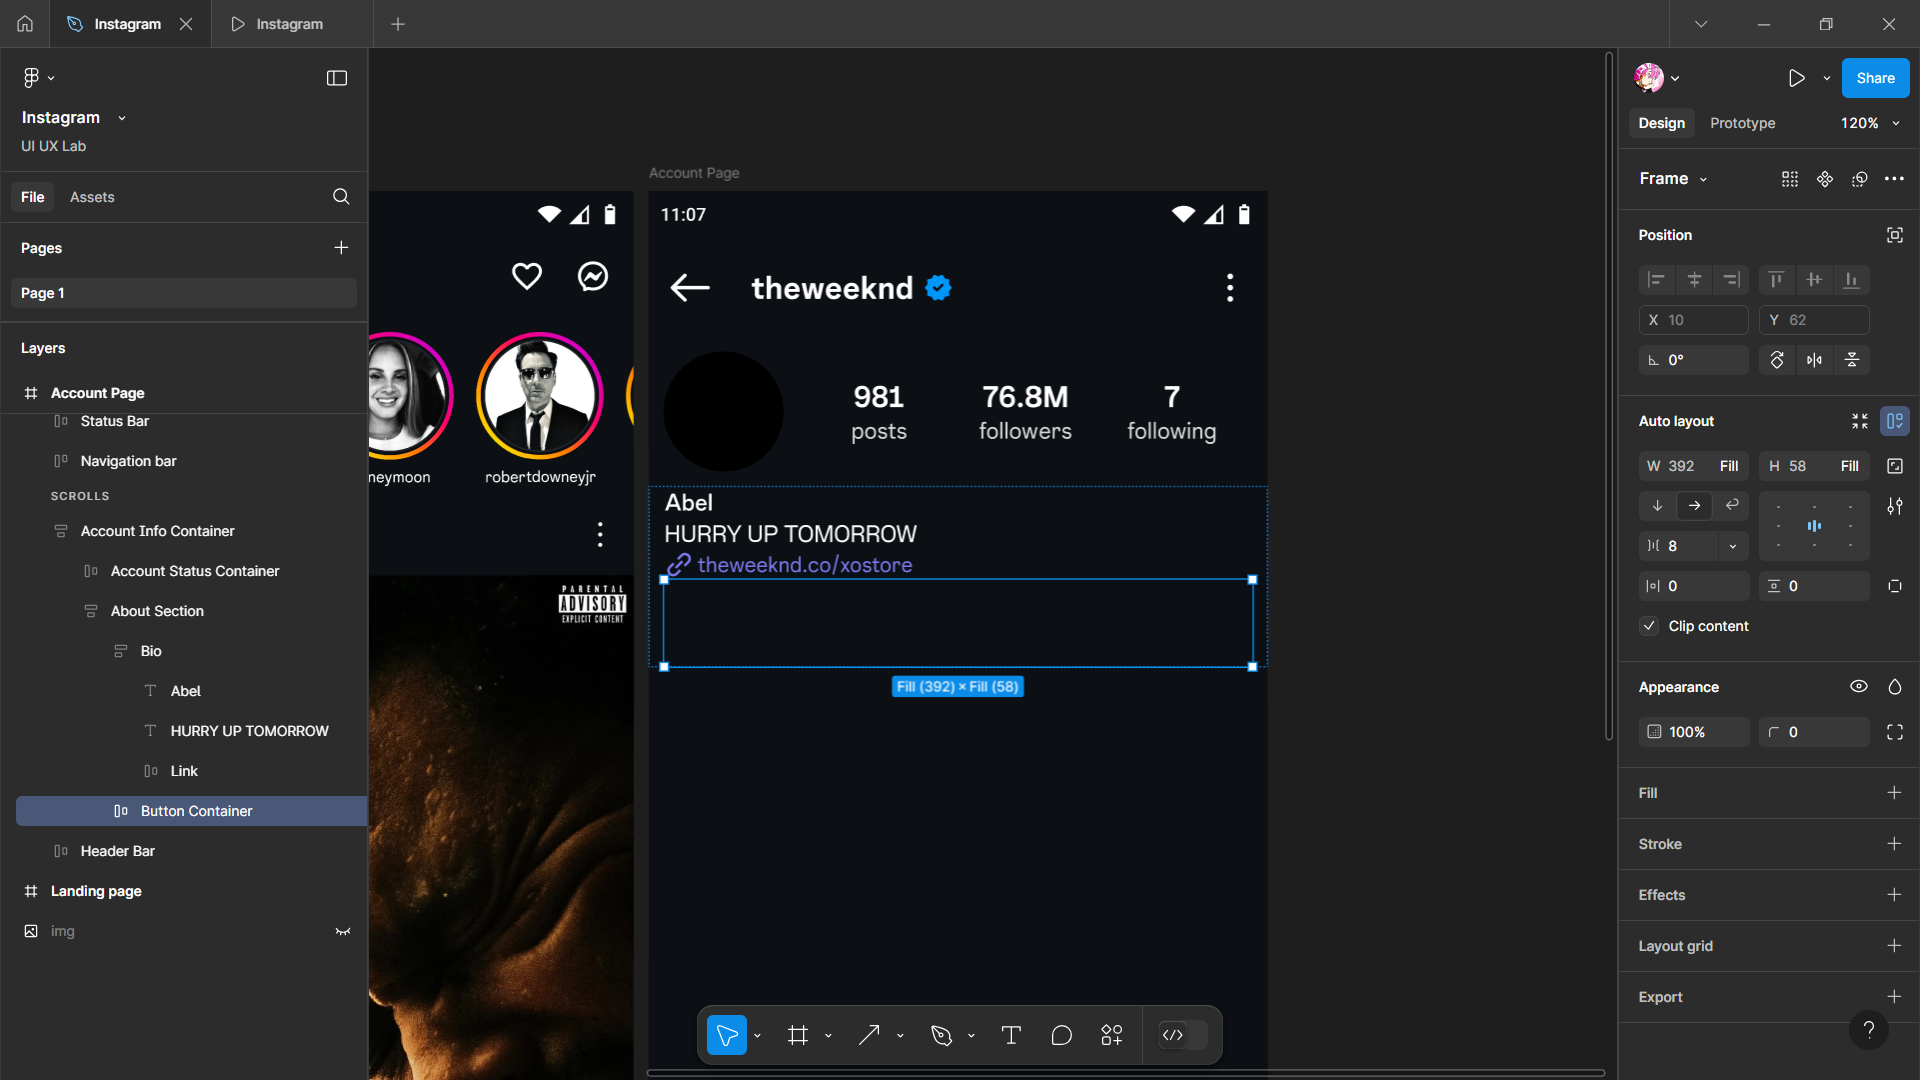 Instagram
Instagram
Instagram
UI UX Lab
File
Assets
Pages
Page 1
Layers
Account Page
Status Bar
Navigation bar
SCROLLS
Account Info Container
Account Status Container
About Section
Bio
Abel
HURRY UP TOMORROW
Link
Button Container
Header Bar
Landing page
img
neymoon
robertdowneyjr
PARENTAL
ADVISORY
EXPLICIT CONTENT
Account Page
11:07
theweeknd
981
posts
76.8M
followers
7
following
Abel
HURRY UP TOMORROW
theweeknd.co/xostore
Fill (392) × Fill (58)
Share
Design
Prototype
120%
Frame
Position
X 10
Y 62
0°
Auto layout
W 392 Fill
H 58 Fill
8
0
0
Clip content
Appearance
100%
0
Fill
Stroke
Effects
Layout grid
Export
?